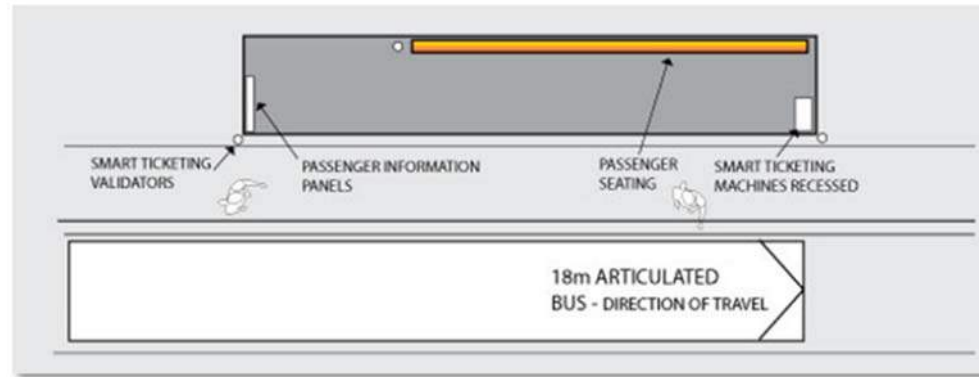 SMART TICKETING
VALIDATORS
PASSENGER INFORMATION
PANELS
PASSENGER
SEATING
SMART TICKETING
MACHINES RECESSED
18m ARTICULATED
BUS - DIRECTION OF TRAVEL